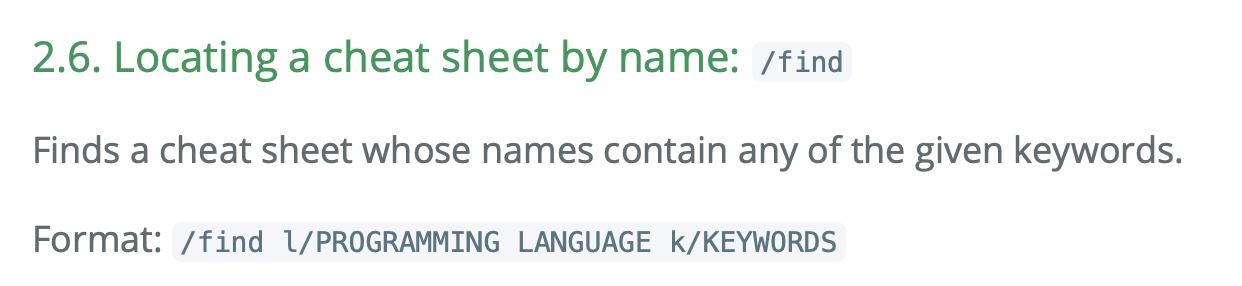 2.6. Locating a cheat sheet by name: /find
Finds a cheat sheet whose names contain any of the given keywords.
Format: /find l/PROGRAMMING LANGUAGE k/KEYWORDS